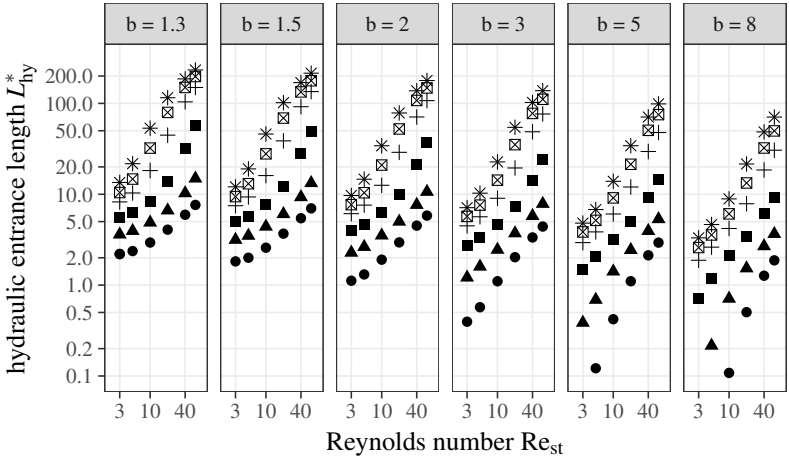 b = 1.3 b = 1.5 b = 2 b = 3 b = 5 b = 8
hydraulic entrance length L*hy
200.0
100.0
50.0
20.0
10.0
5.0
2.0
1.0
0.5
0.2
0.1
3 10 40 3 10 40 3 10 40 3 10 40 3 10 40 3 10 40
Reynolds number Rest